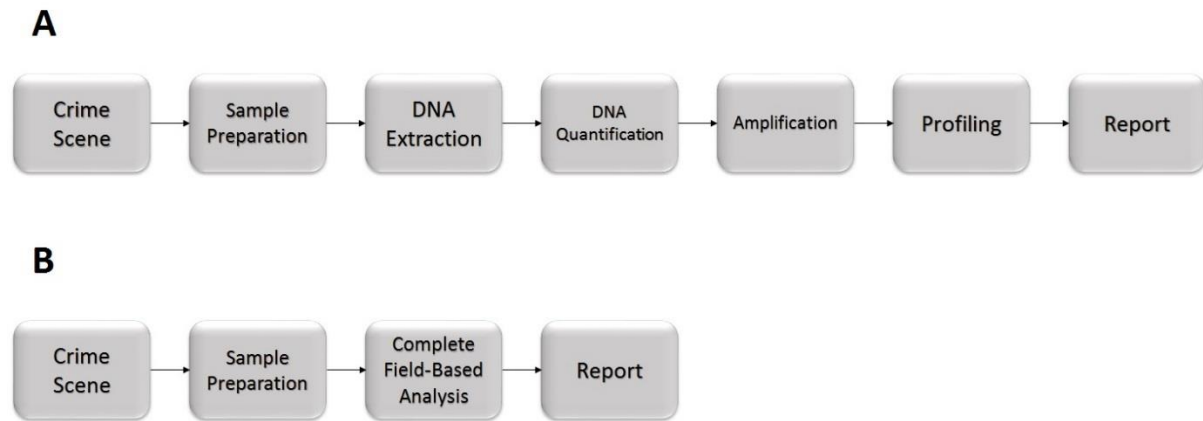 A
Crime
Scene
Sample
Preparation
DNA
Extraction
DNA
Quantification
Amplification
Profiling
Report
B
Crime
Scene
Sample
Preparation
Complete
Field-Based
Analysis
Report